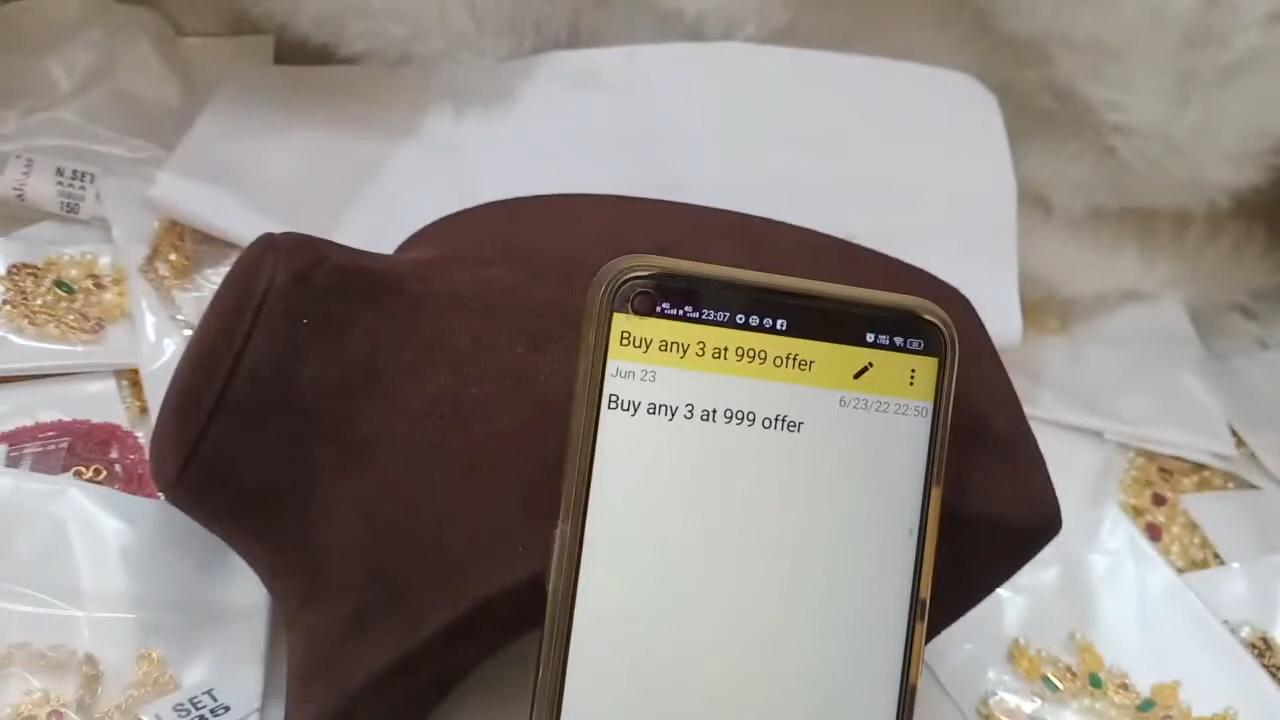 N.SET
AAA
150
23:07
Buy any 3 at 999 offer
Jun 23
6/23/22 22:50
Buy any 3 at 999 offer
SET